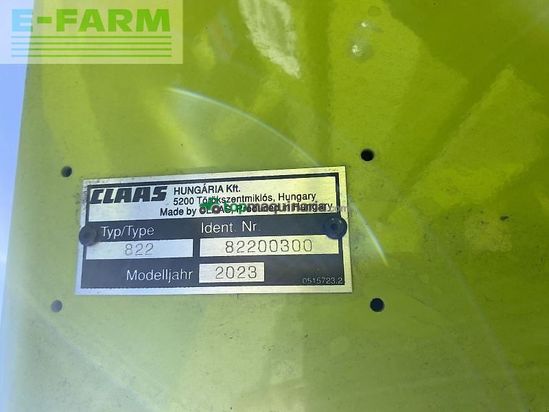 E-FARM
CLAAS
HUNGÁRIA Kft.
5200 Törökszentmiklós, Hungary
Made by CLAAS, Produced in Hungary
Typ/Type Ident. Nr.
822 82200300
Modelljahr 2023
0515723.2